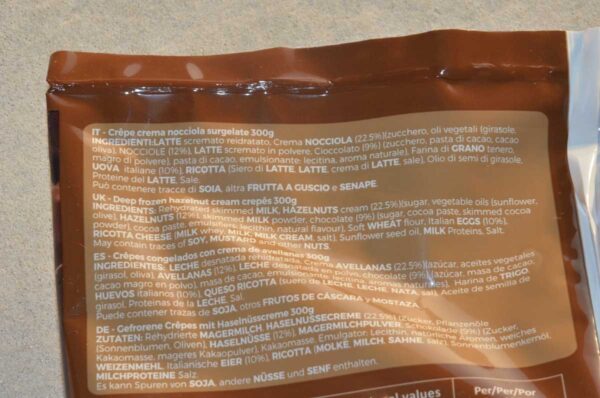 IT - Crêpe crema nocciola surgelate 300g
INGREDIENTI:LATTE scremato reidratato, Crema NOCCIOLA (22.5%)(zucchero, oli vegetali (girasole,
oliva), NOCCIOLE (12%), LATTE scremato in polvere, Cioccolato (9%) (zucchero, pasta di cacao, cacao
magro di polvere), pasta di cacao, emulsionante: lecitina, aroma naturale), Farina di GRANO tenero,
UOVA italiane (10%), RICOTTA (Siero di LATTE, LATTE, crema di LATTE, sale), Olio di semi di girasole,
Proteine del LATTE, Sale.
Può contenere tracce di SOIA, altra FRUTTA A GUSCIO e SENAPE.
UK - Deep frozen hazelnut cream crepês 300g
INGREDIENTS: Rehydrated skimmed MILK, HAZELNUTS cream (22.5%)(sugar, vegetable oils (sunflower,
olive), HAZELNUTS (12%), skimmed MILK powder, chocolate (9%) (sugar, cocoa paste, skimmed cocoa
powder), cocoa paste, emulsifiers, lecithin, natural flavour), Soft WHEAT flour, Italian EGGS (10%),
RICOTTA CHEESE (MILK whey, MILK, MILK CREAM, salt), Sunflower seed oil, MILK Proteins, Salt.
May contain traces of SOY, MUSTARD and other NUTS.
ES - Crêpes congelados con crema de avellanas 300g
INGREDIENTES: LECHE desnatada rehidratada, Crema AVELLANAS (22.5%)(azúcar, aceites vegetales
(girasol, oliva), AVELLANAS (12%), LECHE desnatada en polvo, chocolate (9%) (azúcar, masa de cacao,
cacao magro en polvo), masa de cacao, emulsionante: lecitina, aromas naturales), Harina de TRIGO,
HUEVOS italianos (10%), QUESO RICOTTA (suero de LECHE, LECHE, NATA, sal), Aceite de semilla de
girasol, Proteínas de la LECHE, Sal.
Puede contener trazas de SOJA, otros FRUTOS DE CÁSCARA y MOSTAZA.
DE - Gefrorene Crêpes mit Haselnüsscreme 300g
ZUTATEN: Rehydrierte MAGERMILCH, HASELNÜSSECREME (22.5%) (Zucker, Pflanzenöle
(Sonnenblumen, Oliven), HASELNÜSSE (12%), MAGERMILCHPULVER, Schokolade (9%) (Zucker,
Kakaomasse, mageres Kakaopulver), Kakaomasse, Emulgator: Lecithin, natürliche Aromen), weiches
WEIZENMEHL, Italienische EIER (10%), RICOTTA (MOLKE, MILCH, SAHNE, salz), Sonnenblumenkernöl,
MILCHPROTEINE Salz.
Es kann Spuren von SOJA, andere NÜSSE und SENF enthalten.
values
Per/Per/Por